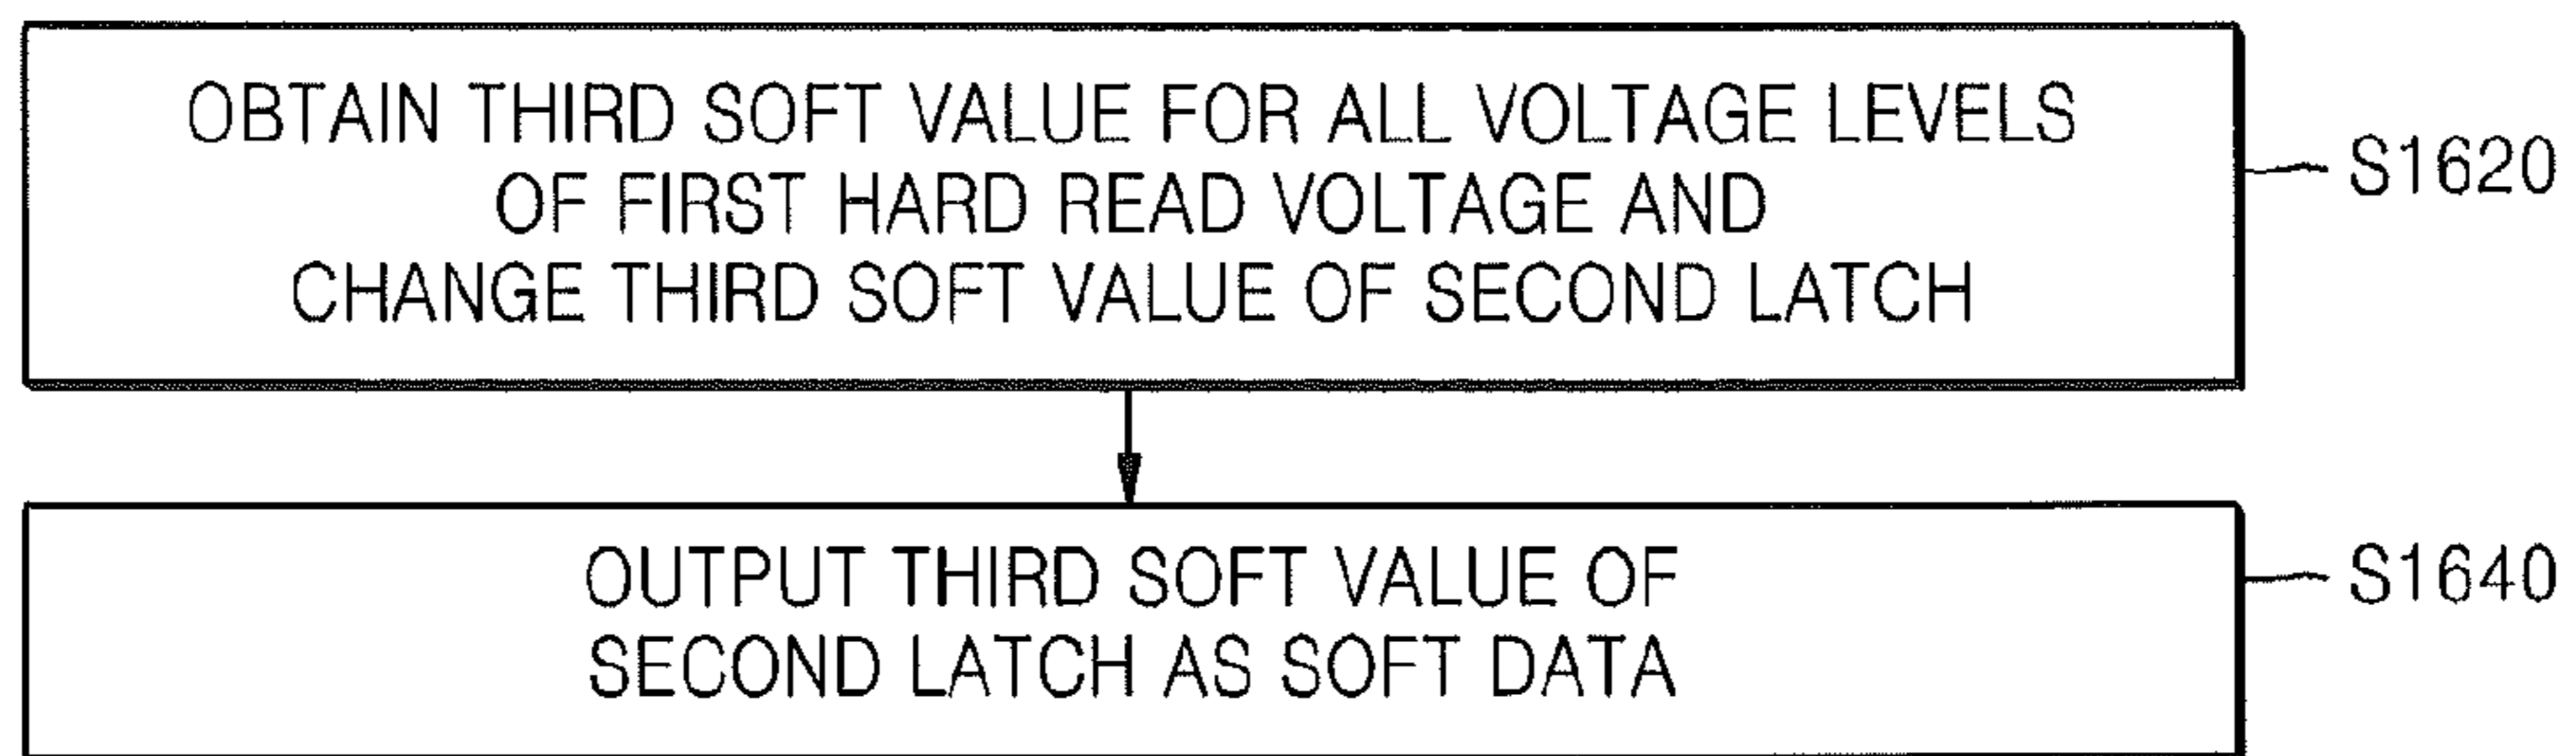 OBTAIN THIRD SOFT VALUE FOR ALL VOLTAGE LEVELS
OF FIRST HARD READ VOLTAGE AND
CHANGE THIRD SOFT VALUE OF SECOND LATCH
S1620
OUTPUT THIRD SOFT VALUE OF
SECOND LATCH AS SOFT DATA
S1640